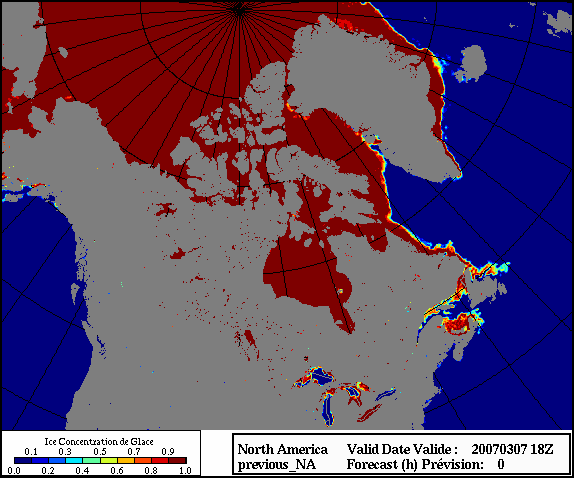 Ice Concentration de Glace
0.1 0.3 0.5 0.7 0.9
0.0 0.2 0.4 0.6 0.8 1.0
North America Valid Date Valide : 20070307 18Z
previous_NA Forecast (h) Prévision: 0